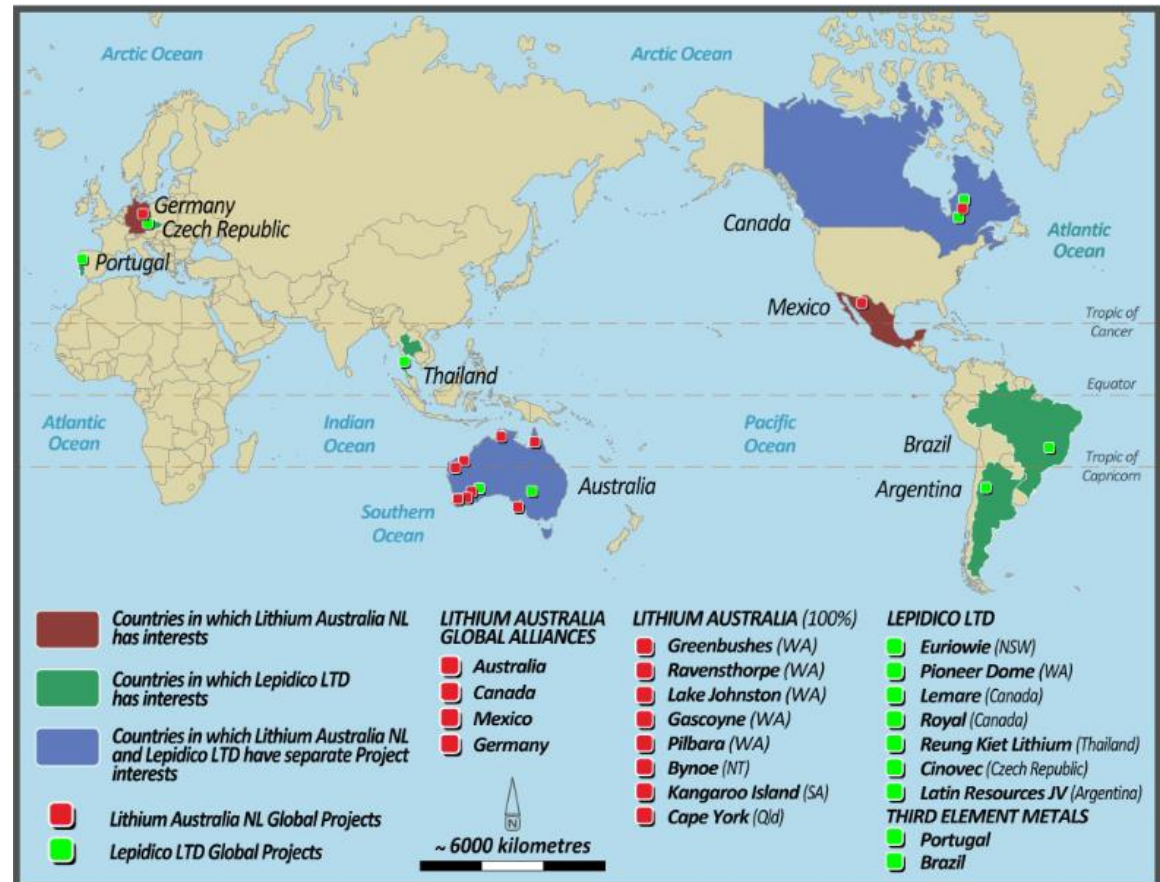 Arctic Ocean
Arctic Ocean
Germany
Czech Republic
Portugal
Canada
Atlantic
Ocean
Mexico
Tropic of
Cancer
Thailand
Equator
Atlantic
Ocean
Indian
Ocean
Pacific
Ocean
Brazil
Tropic of
Capricorn
Australia
Argentina
Southern
Ocean
Countries in which Lithium Australia NL
has interests
Countries in which Lepidico LTD
has interests
Countries in which Lithium Australia NL
and Lepidico LTD have separate Project
interests
Lithium Australia NL Global Projects
Lepidico LTD Global Projects
LITHIUM AUSTRALIA
GLOBAL ALLIANCES
Australia
Canada
Mexico
Germany
N
~ 6000 kilometres
LITHIUM AUSTRALIA (100%)
Greenbushes (WA)
Ravensthorpe (WA)
Lake Johnston (WA)
Gascoyne (WA)
Pilbara (WA)
Bynoe (NT)
Kangaroo Island (SA)
Cape York (Qld)
LEPIDICO LTD
Euriowie (NSW)
Pioneer Dome (WA)
Lemare (Canada)
Royal (Canada)
Reung Kiet Lithium (Thailand)
Cinovec (Czech Republic)
Latin Resources JV (Argentina)
THIRD ELEMENT METALS
Portugal
Brazil